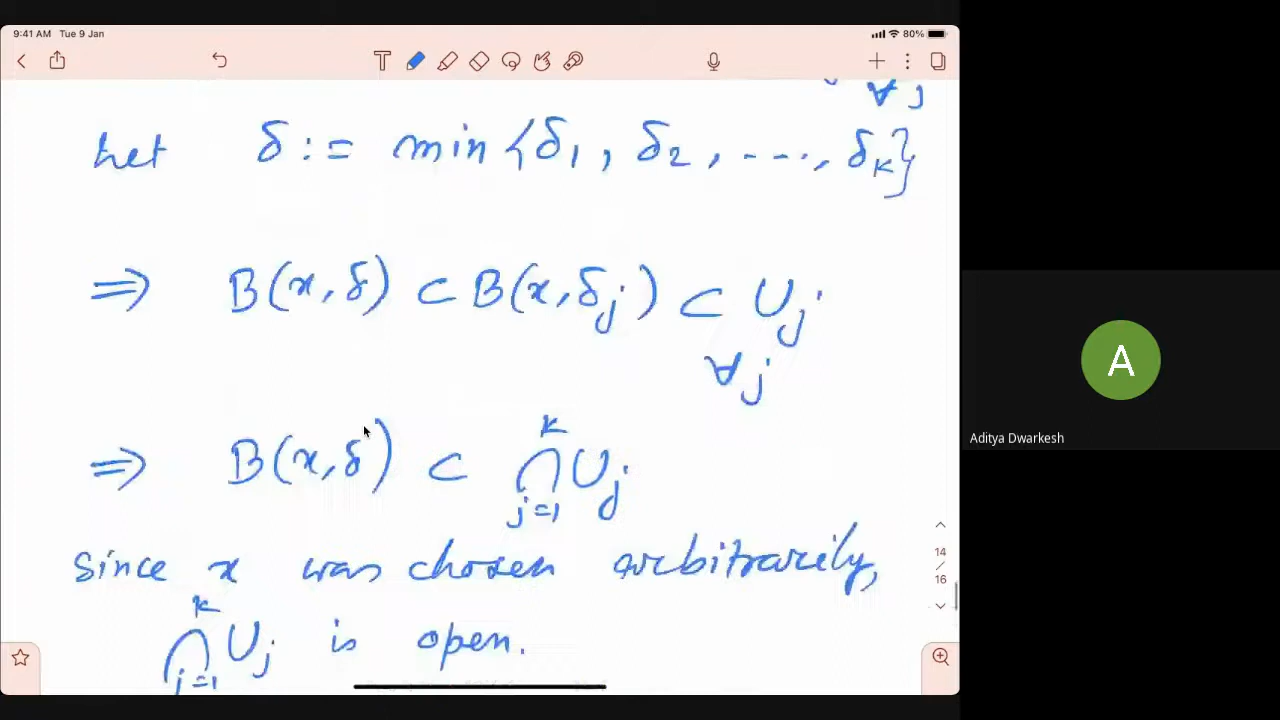 9:41 AM Tue 9 Jan
80%
∀ j
Let δ := min {δ₁, δ₂, ..., δₖ}
⇒ B(x, δ) ⊂ B(x, δⱼ) ⊂ Uⱼ
∀ j
A
Aditya Dwarkesh
⇒ B(x, δ) ⊂ ⋂ⱼ₌₁ᵏ Uⱼ
since x was chosen arbitrarily,
14
/
16
⋂ⱼ₌₁ᵏ Uⱼ is open.